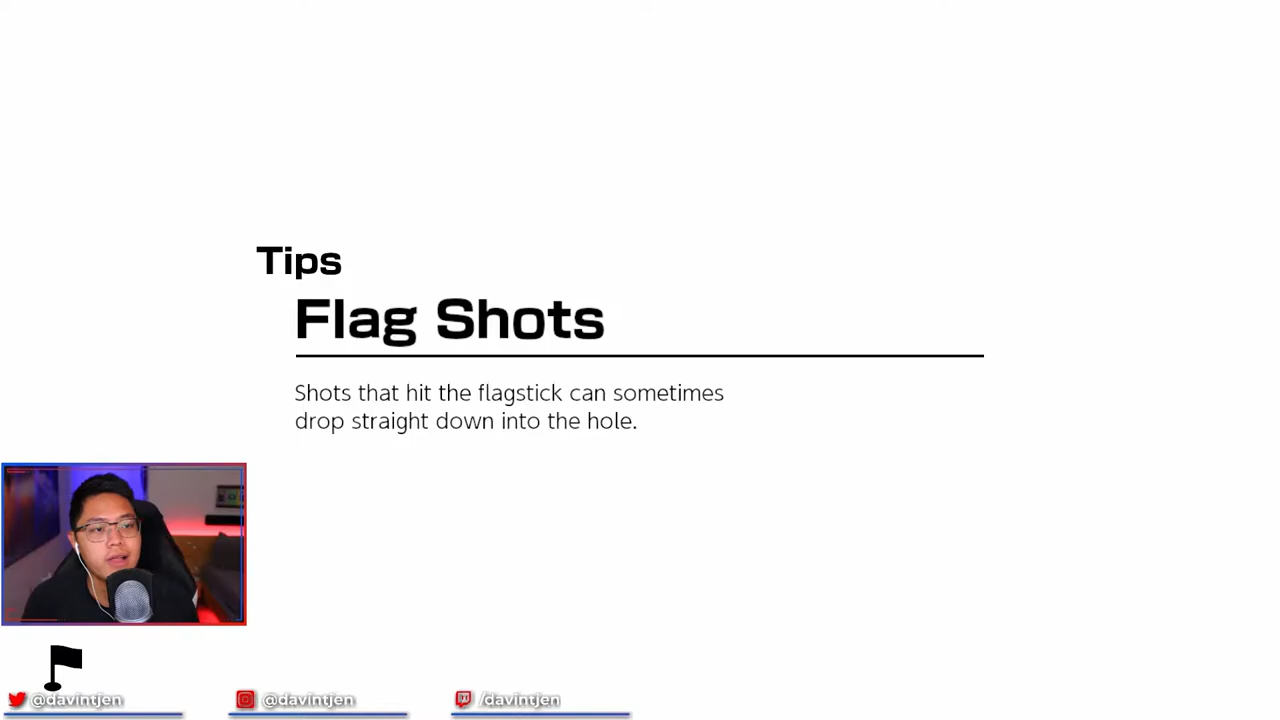 Tips
Flag Shots
Shots that hit the flagstick can sometimes
drop straight down into the hole.
@davintjen
@davintjen
/davintjen